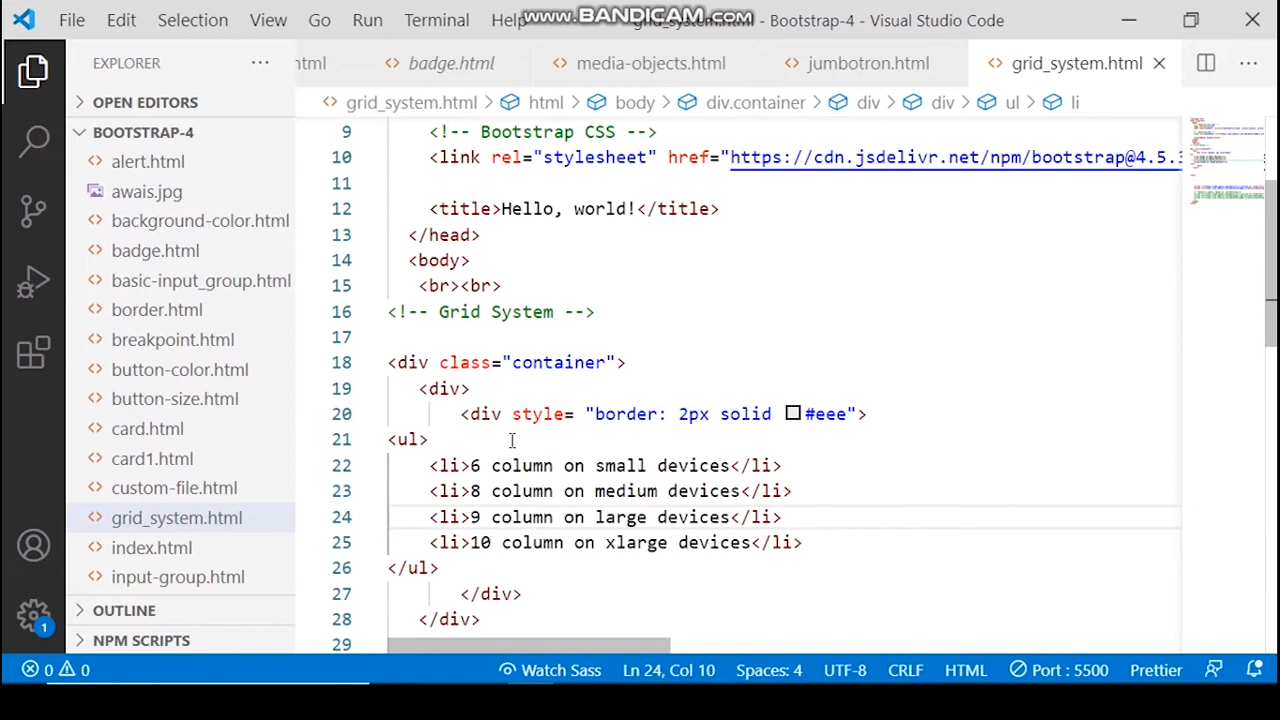 File Edit Selection View Go Run Terminal Help www.BANDICAM.com grid_system.html - Bootstrap-4 - Visual Studio Code
EXPLORER
html badge.html media-objects.html jumbotron.html grid_system.html
grid_system.html html body div.container div div ul li
OPEN EDITORS
BOOTSTRAP-4
alert.html
awais.jpg
background-color.html
badge.html
basic-input_group.html
border.html
breakpoint.html
button-color.html
button-size.html
card.html
card1.html
custom-file.html
grid_system.html
index.html
input-group.html
OUTLINE
NPM SCRIPTS
9 <!-- Bootstrap CSS -->
10 <link rel="stylesheet" href="https://cdn.jsdelivr.net/npm/bootstrap@4.5.3
11
12 <title>Hello, world!</title>
13 </head>
14 <body>
15 <br><br>
16 <!-- Grid System -->
17
18 <div class="container">
19 <div>
20 <div style= "border: 2px solid #eee">
21 <ul>
22 <li>6 column on small devices</li>
23 <li>8 column on medium devices</li>
24 <li>9 column on large devices</li>
25 <li>10 column on xlarge devices</li>
26 </ul>
27 </div>
28 </div>
29
1
0 0 Watch Sass Ln 24, Col 10 Spaces: 4 UTF-8 CRLF HTML Port : 5500 Prettier